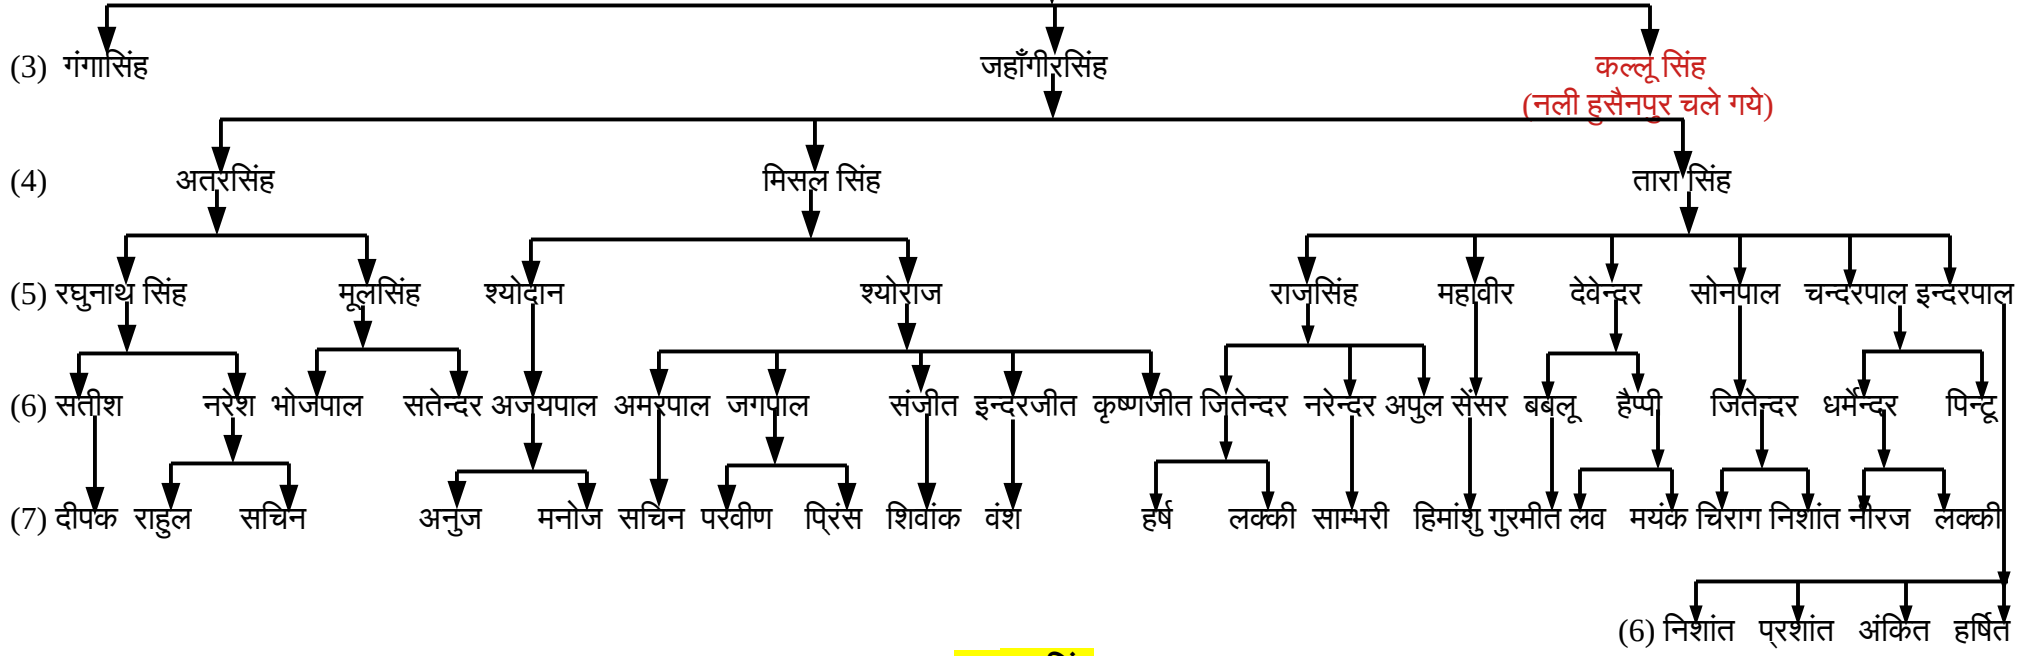 (3) गंगासिंह जहाँगीरसिंह कल्लू सिंह
(नली हुसैनपुर चले गये)
(4) अतरसिंह मिसल सिंह तारा सिंह
(5) रघुनाथ सिंह मूलसिंह श्योदान श्योराज राजसिंह महावीर देवेन्दर सोनपाल चन्दरपाल इन्दरपाल
(6) सतीश नरेश भोजपाल सतेन्दर अजयपाल अमरपाल जगपाल संजीत इन्दरजीत कृष्णजीत जितेन्दर नरेन्दर अपुल सेंसर बबलू हैप्पी जितेन्दर धर्मेन्दर पिन्टू
(7) दीपक राहुल सचिन अनुज मनोज सचिन परवीण प्रिंस शिवांक वंश हर्ष लक्की साम्भरी हिमांशु गुरमीत लव मयंक चिराग निशांत नीरज लक्की
(6) निशांत प्रशांत अंकित हर्षित